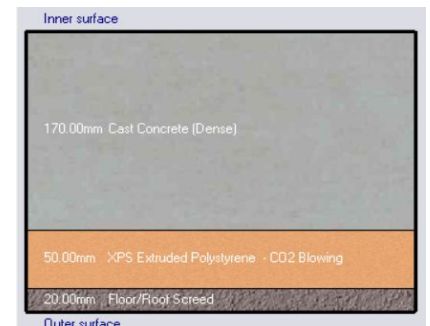 Inner surface
170.00mm Cast Concrete (Dense)
50.00mm XPS Extruded Polystyrene - CO2 Blowing
20.00mm Floor/Roof Screed
Outer surface